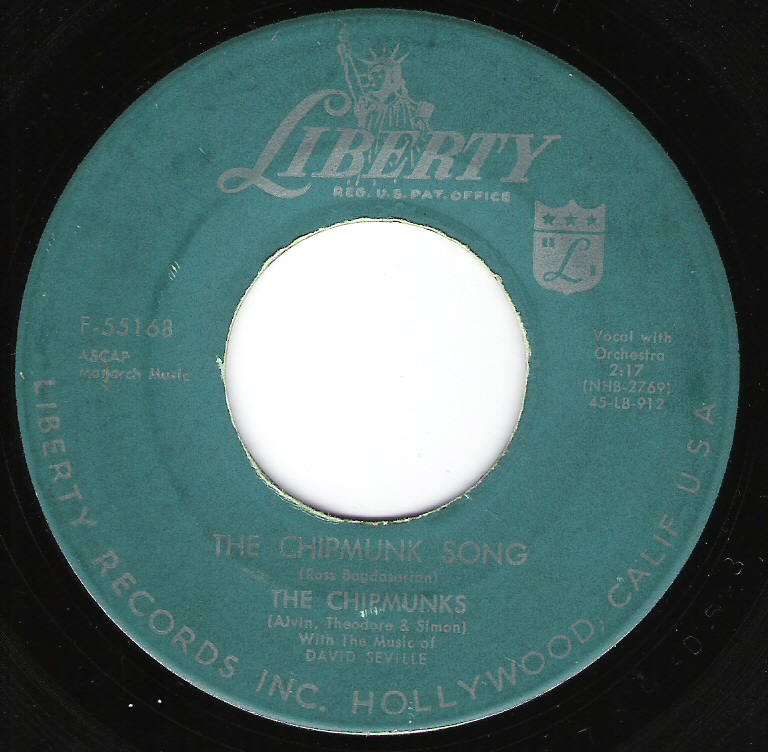 LIBERTY
REG. U.S. PAT. OFFICE
"L"
F-55168
ASCAP
Monarch Music
Vocal with
Orchestra
2:17
(NHB-2769)
45-LB-912
THE CHIPMUNK SONG
(Ross Bagdasarian)
THE CHIPMUNKS
(Alvin, Theodore & Simon)
With The Music of
DAVID SEVILLE
LIBERTY RECORDS INC. HOLLYWOOD, CALIF. U S A